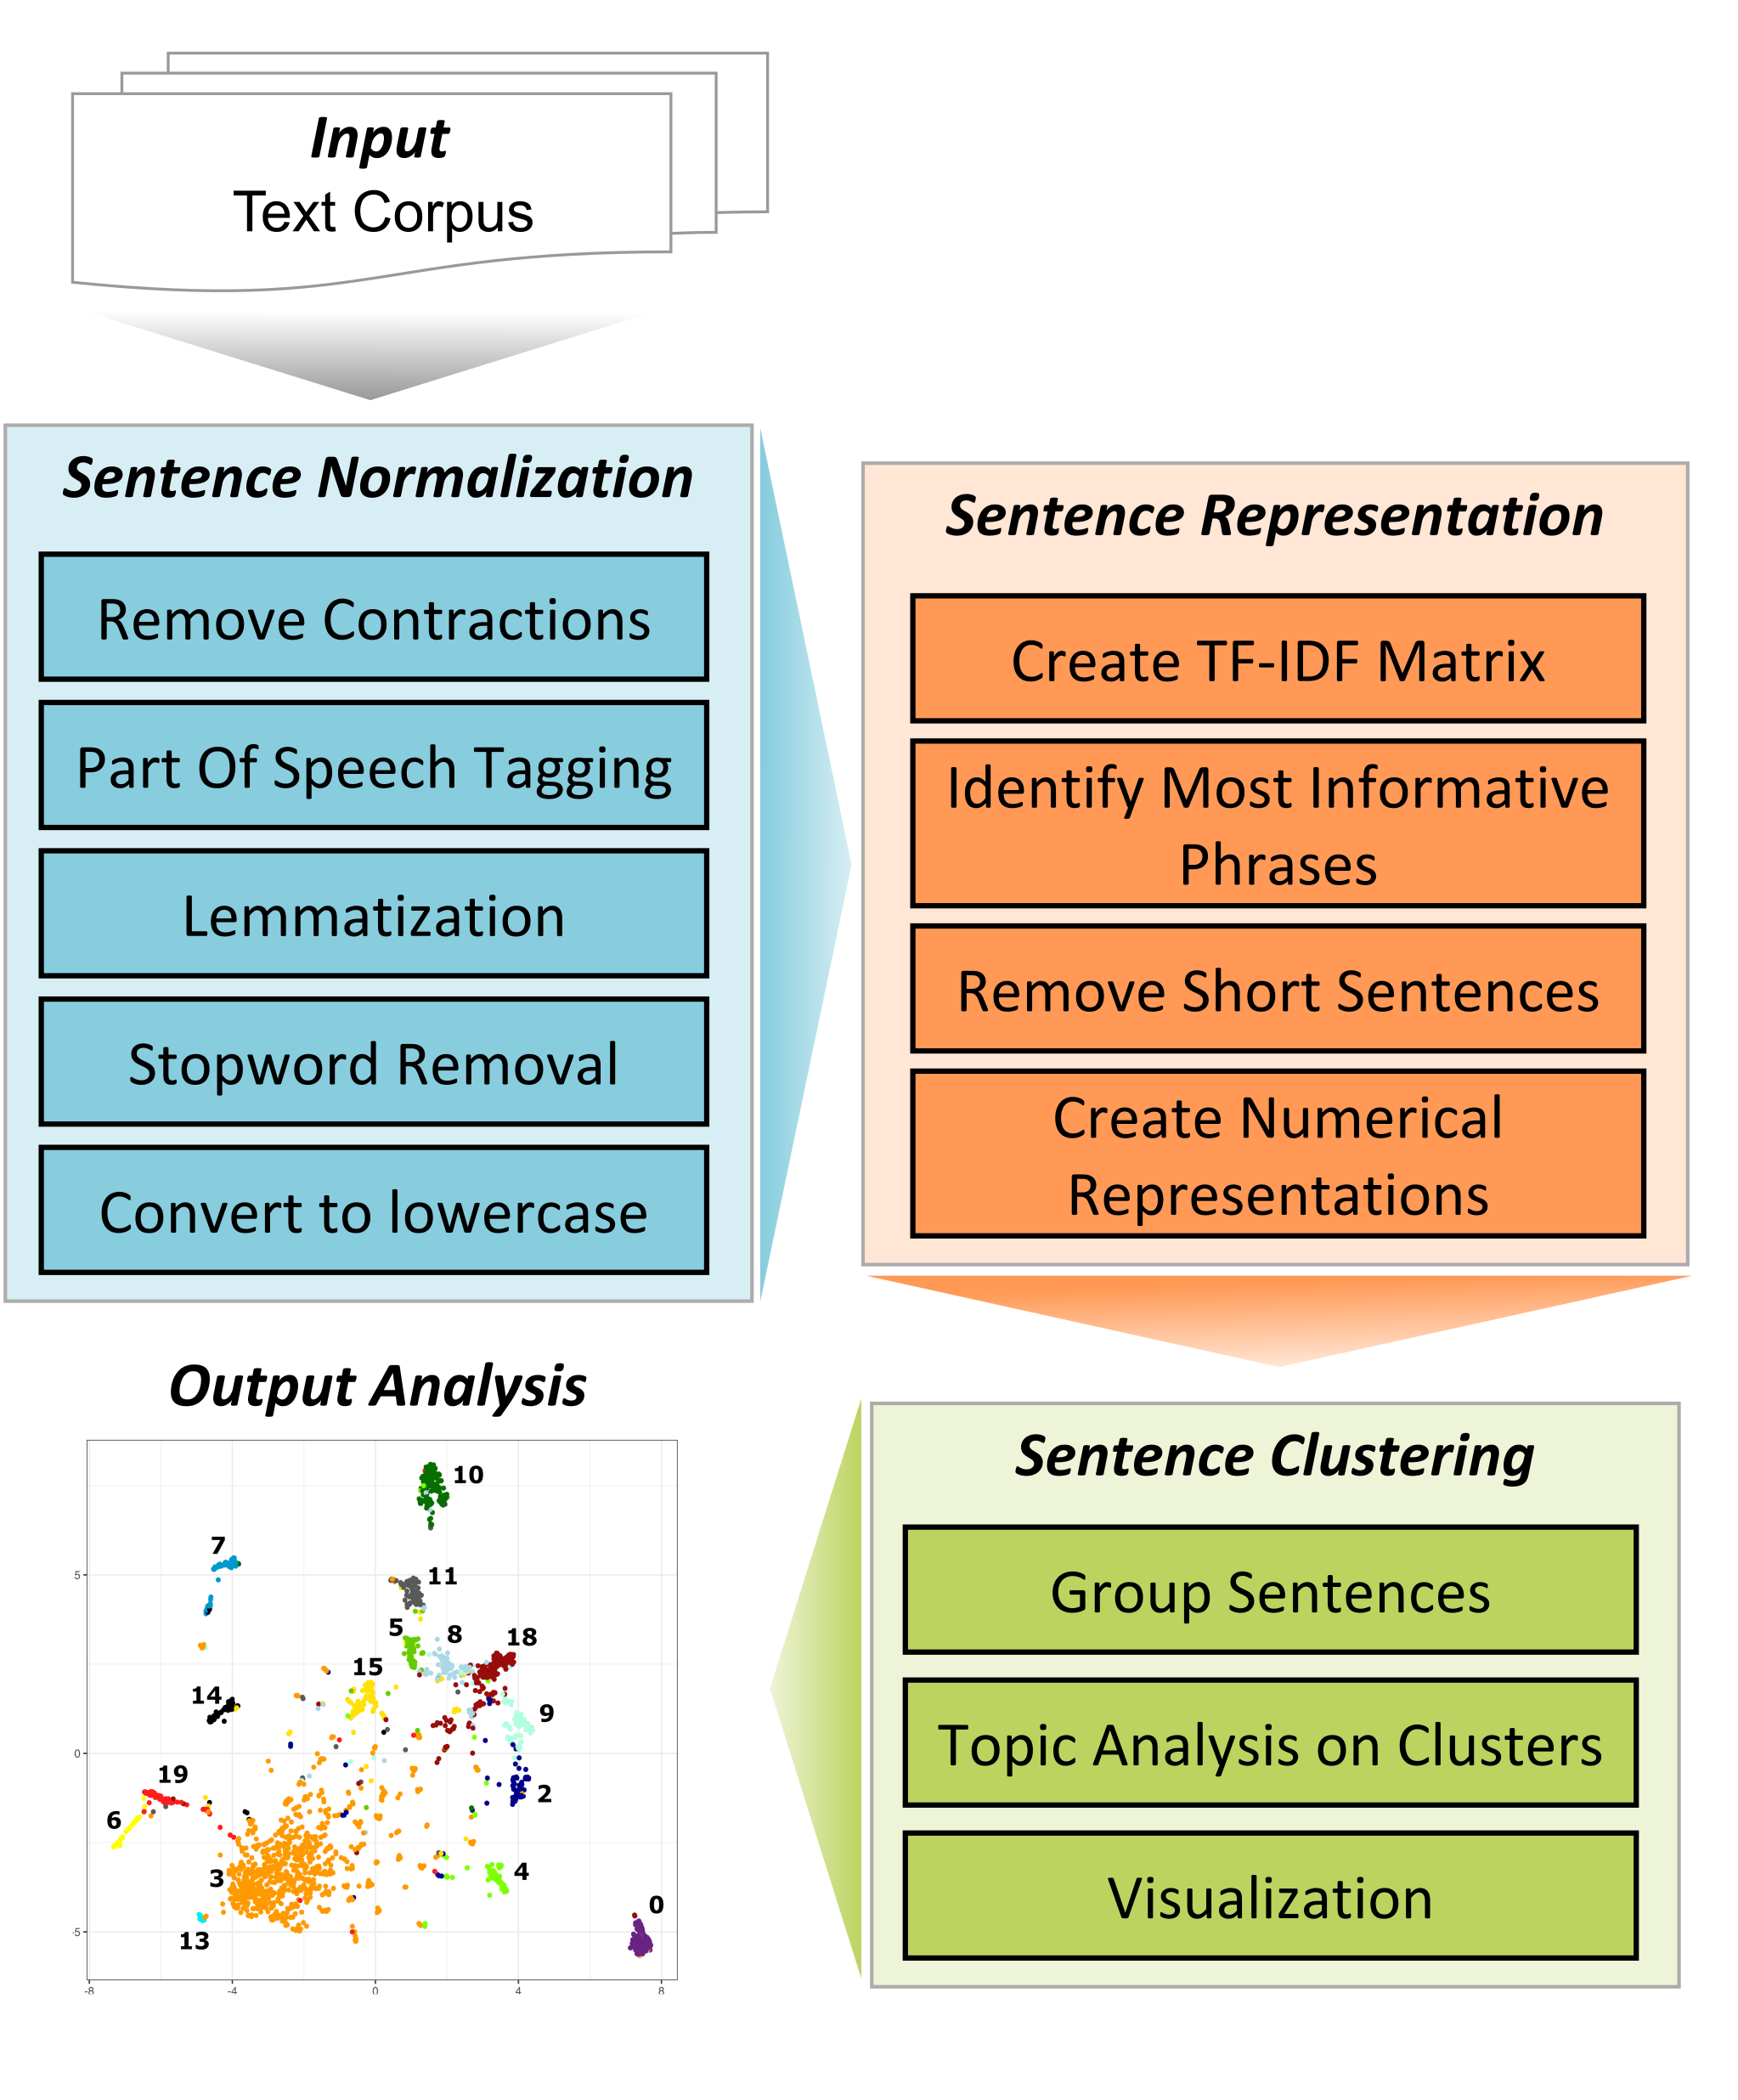 Input
Text Corpus
Sentence Normalization
Remove Contractions
Part Of Speech Tagging
Lemmatization
Stopword Removal
Convert to lowercase
Sentence Representation
Create TF-IDF Matrix
Identify Most Informative
Phrases
Remove Short Sentences
Create Numerical
Representations
Sentence Clustering
Group Sentences
Topic Analysis on Clusters
Visualization
Output Analysis
10
7
5
11
5
8
18
15
14
9
0
19
2
6
3
4
0
13
-5
-8
-4
0
4
8